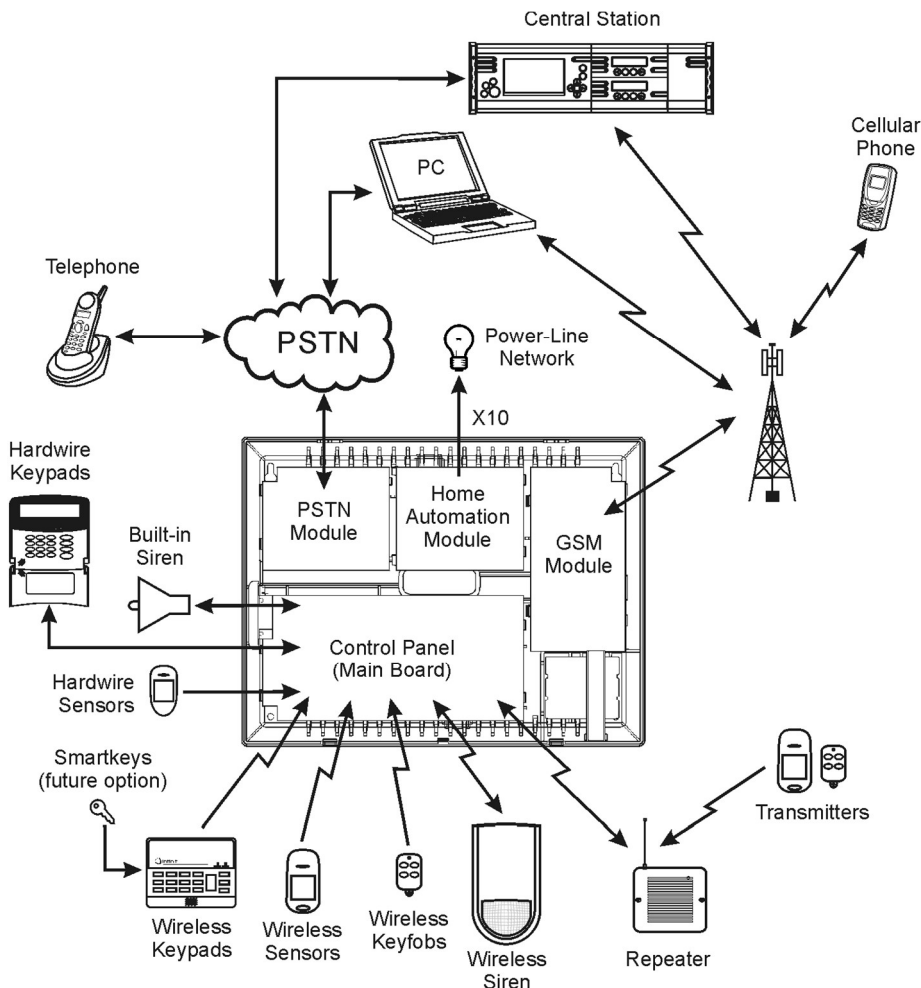 Central Station
Cellular
Phone
PC
Telephone
PSTN
Power-Line
Network
X10
Hardwire
Keypads
PSTN
Module
Home
Automation
Module
GSM
Module
Built-in
Siren
Control Panel
(Main Board)
Hardwire
Sensors
Smartkeys
(future option)
Transmitters
Wireless
Keypads
Wireless
Sensors
Wireless
Keyfobs
Wireless
Siren
Repeater